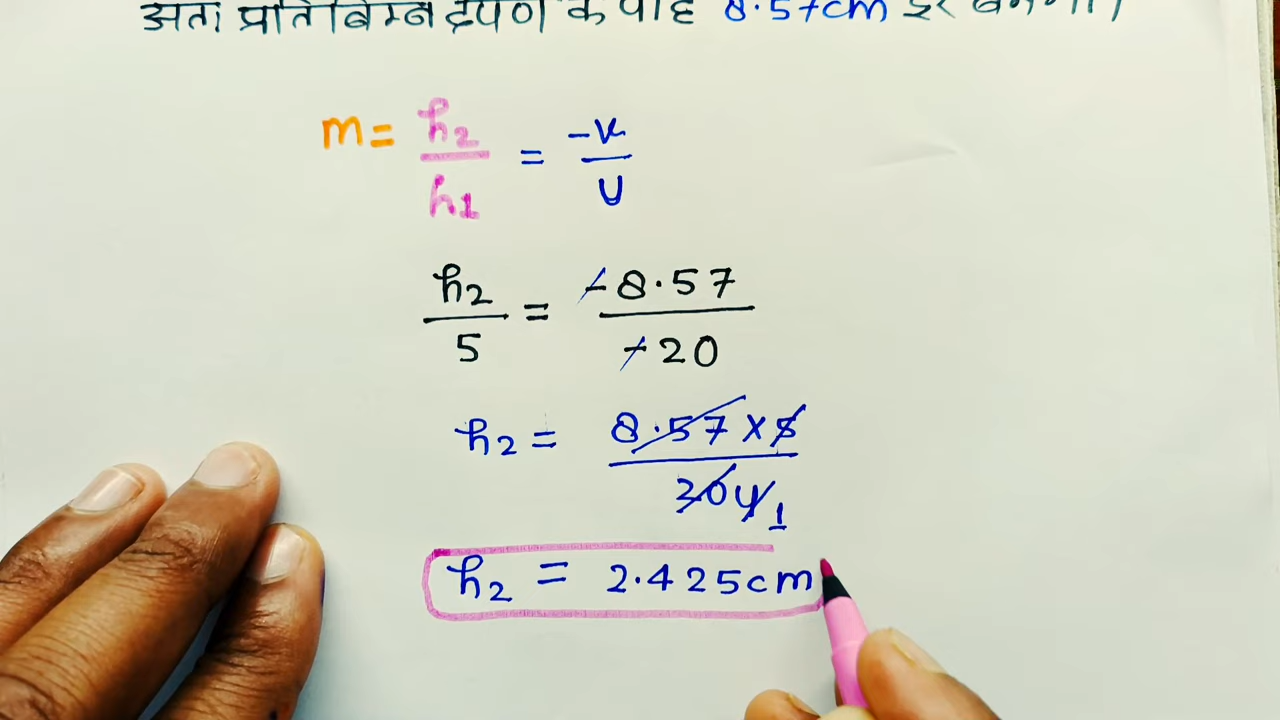 अतः प्रतिबिम्ब दर्पण के पीछे 8.57cm दूर बनेगा।
m = h2/h1 = -v/u
h2/5 = -8.57/-20
h2 = 8.57 x 5/20 4 1
h2 = 2.425cm